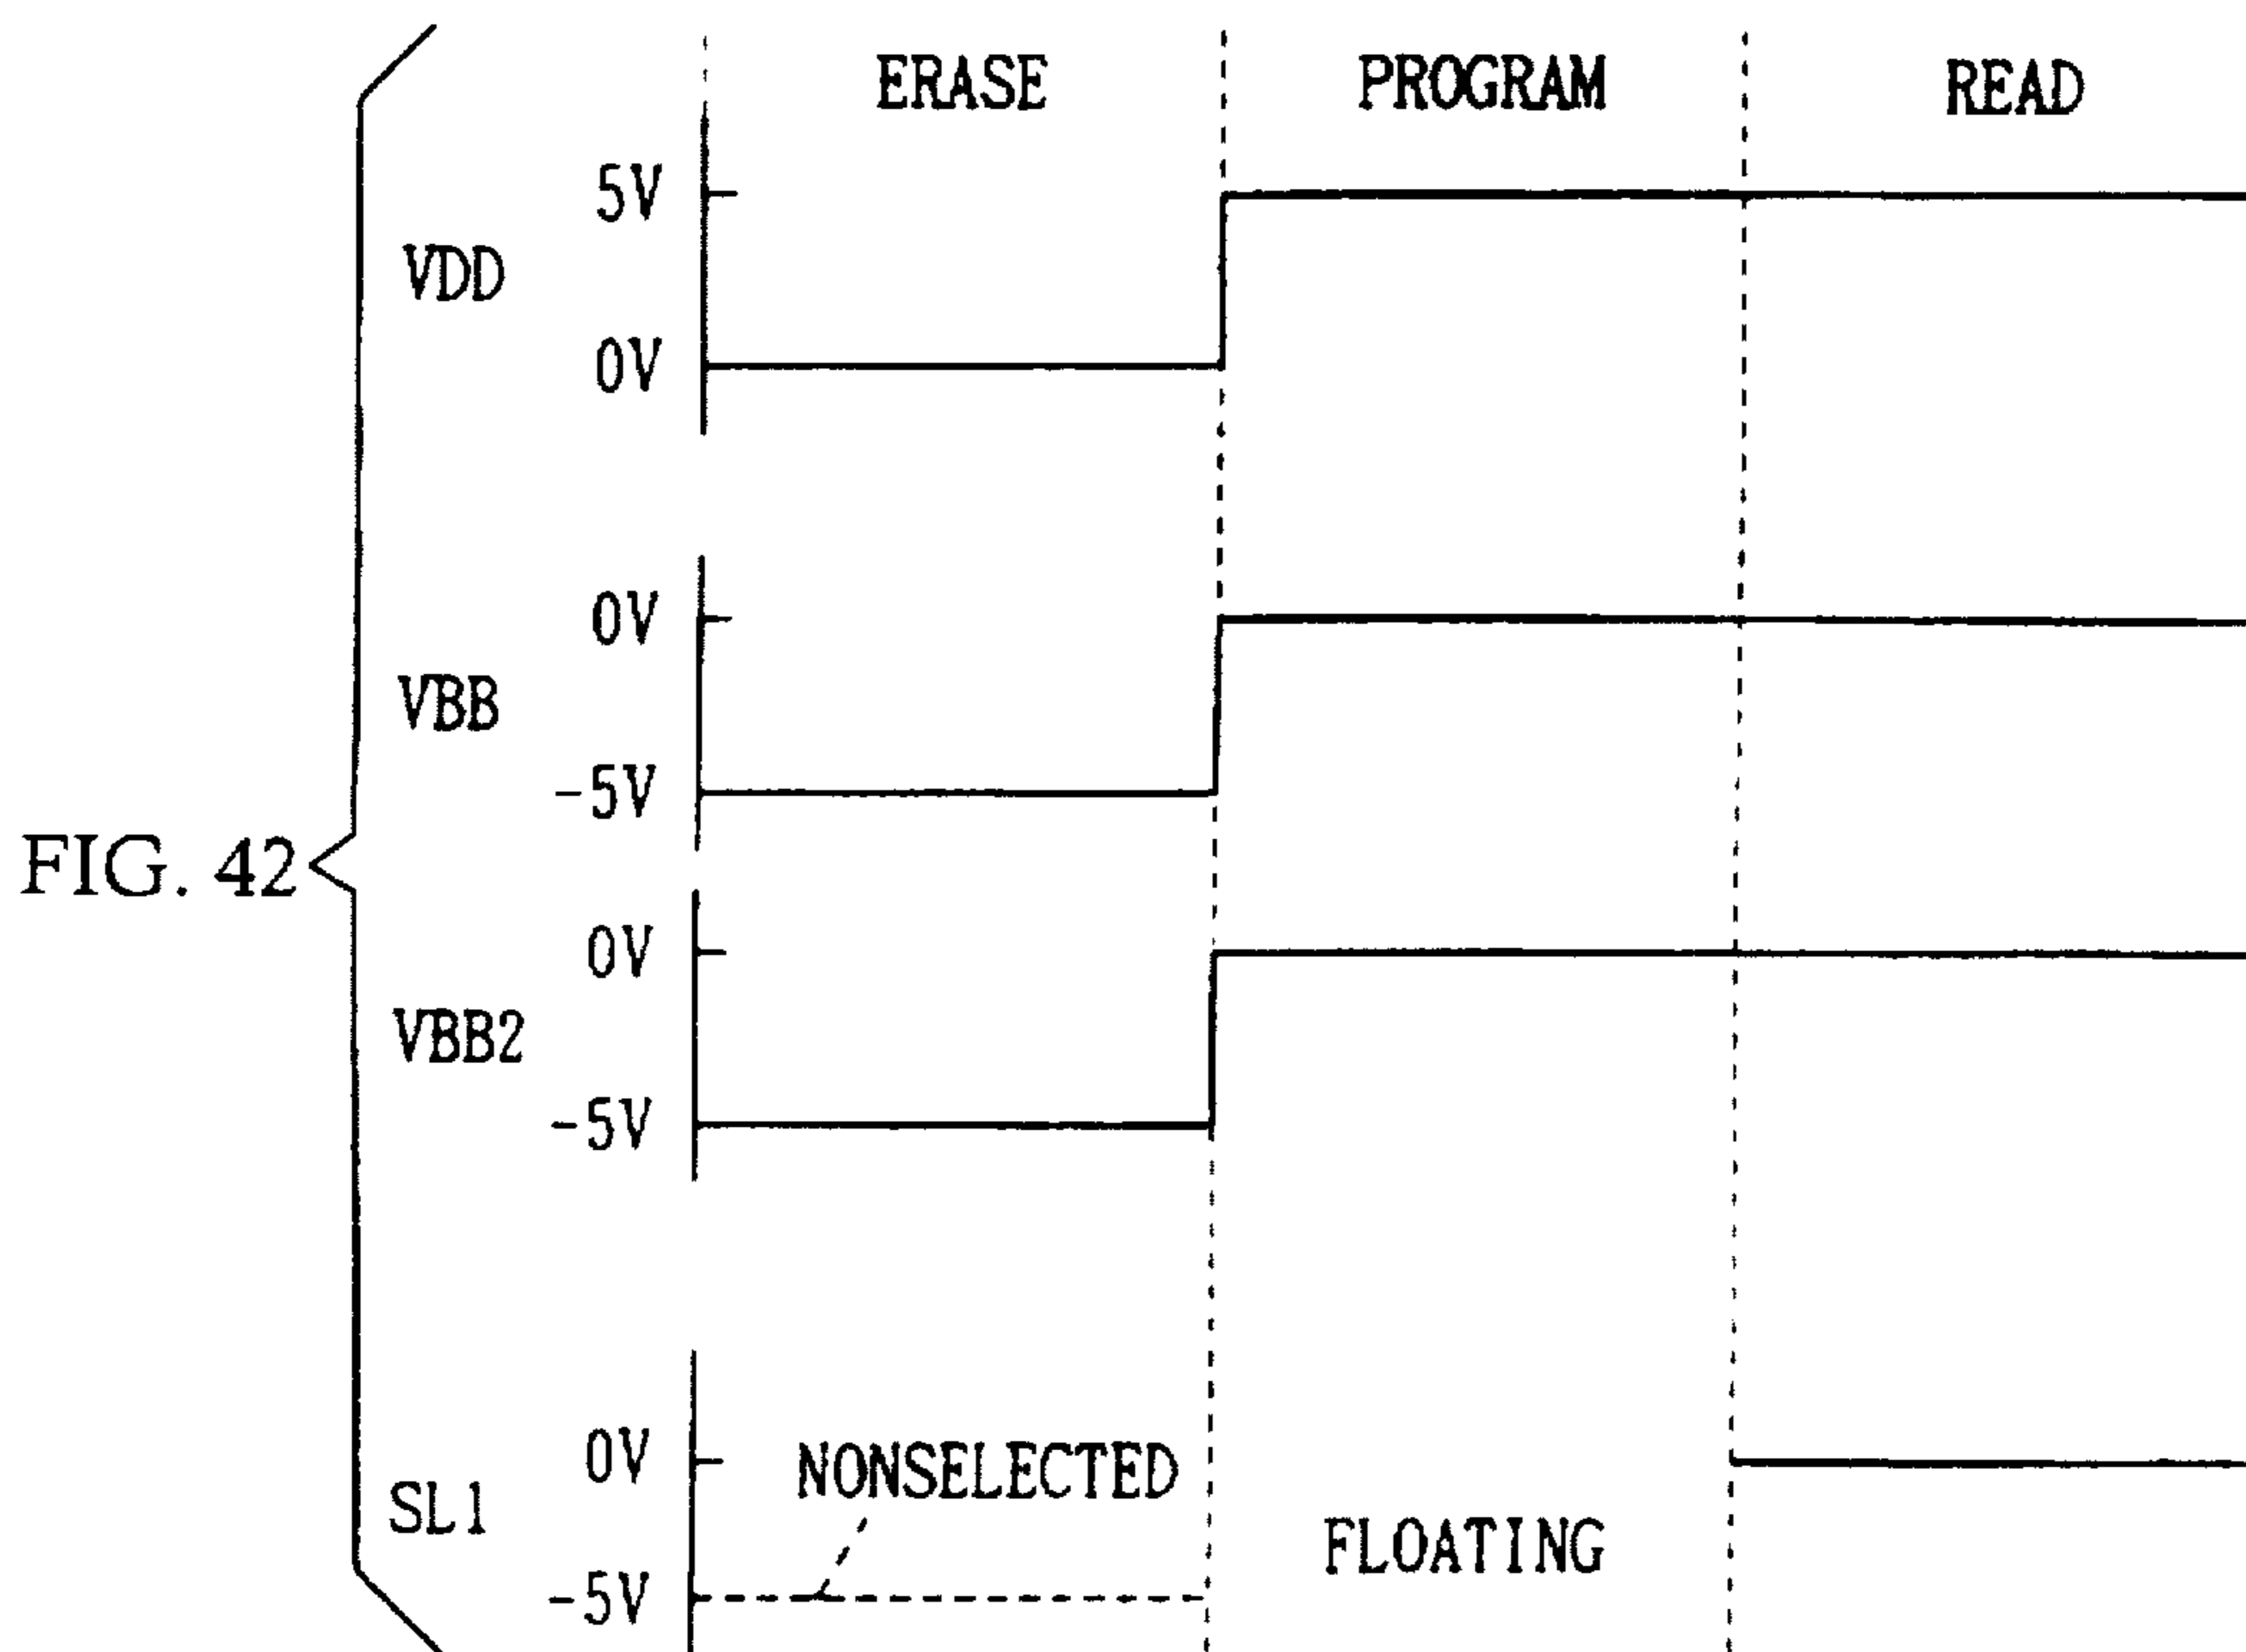 ERASE PROGRAM READ
5V
VDD
0V
0V
VBB
-5V
FIG. 42
0V
VBB2
-5V
0V
NONSELECTED
SL1
FLOATING
-5V